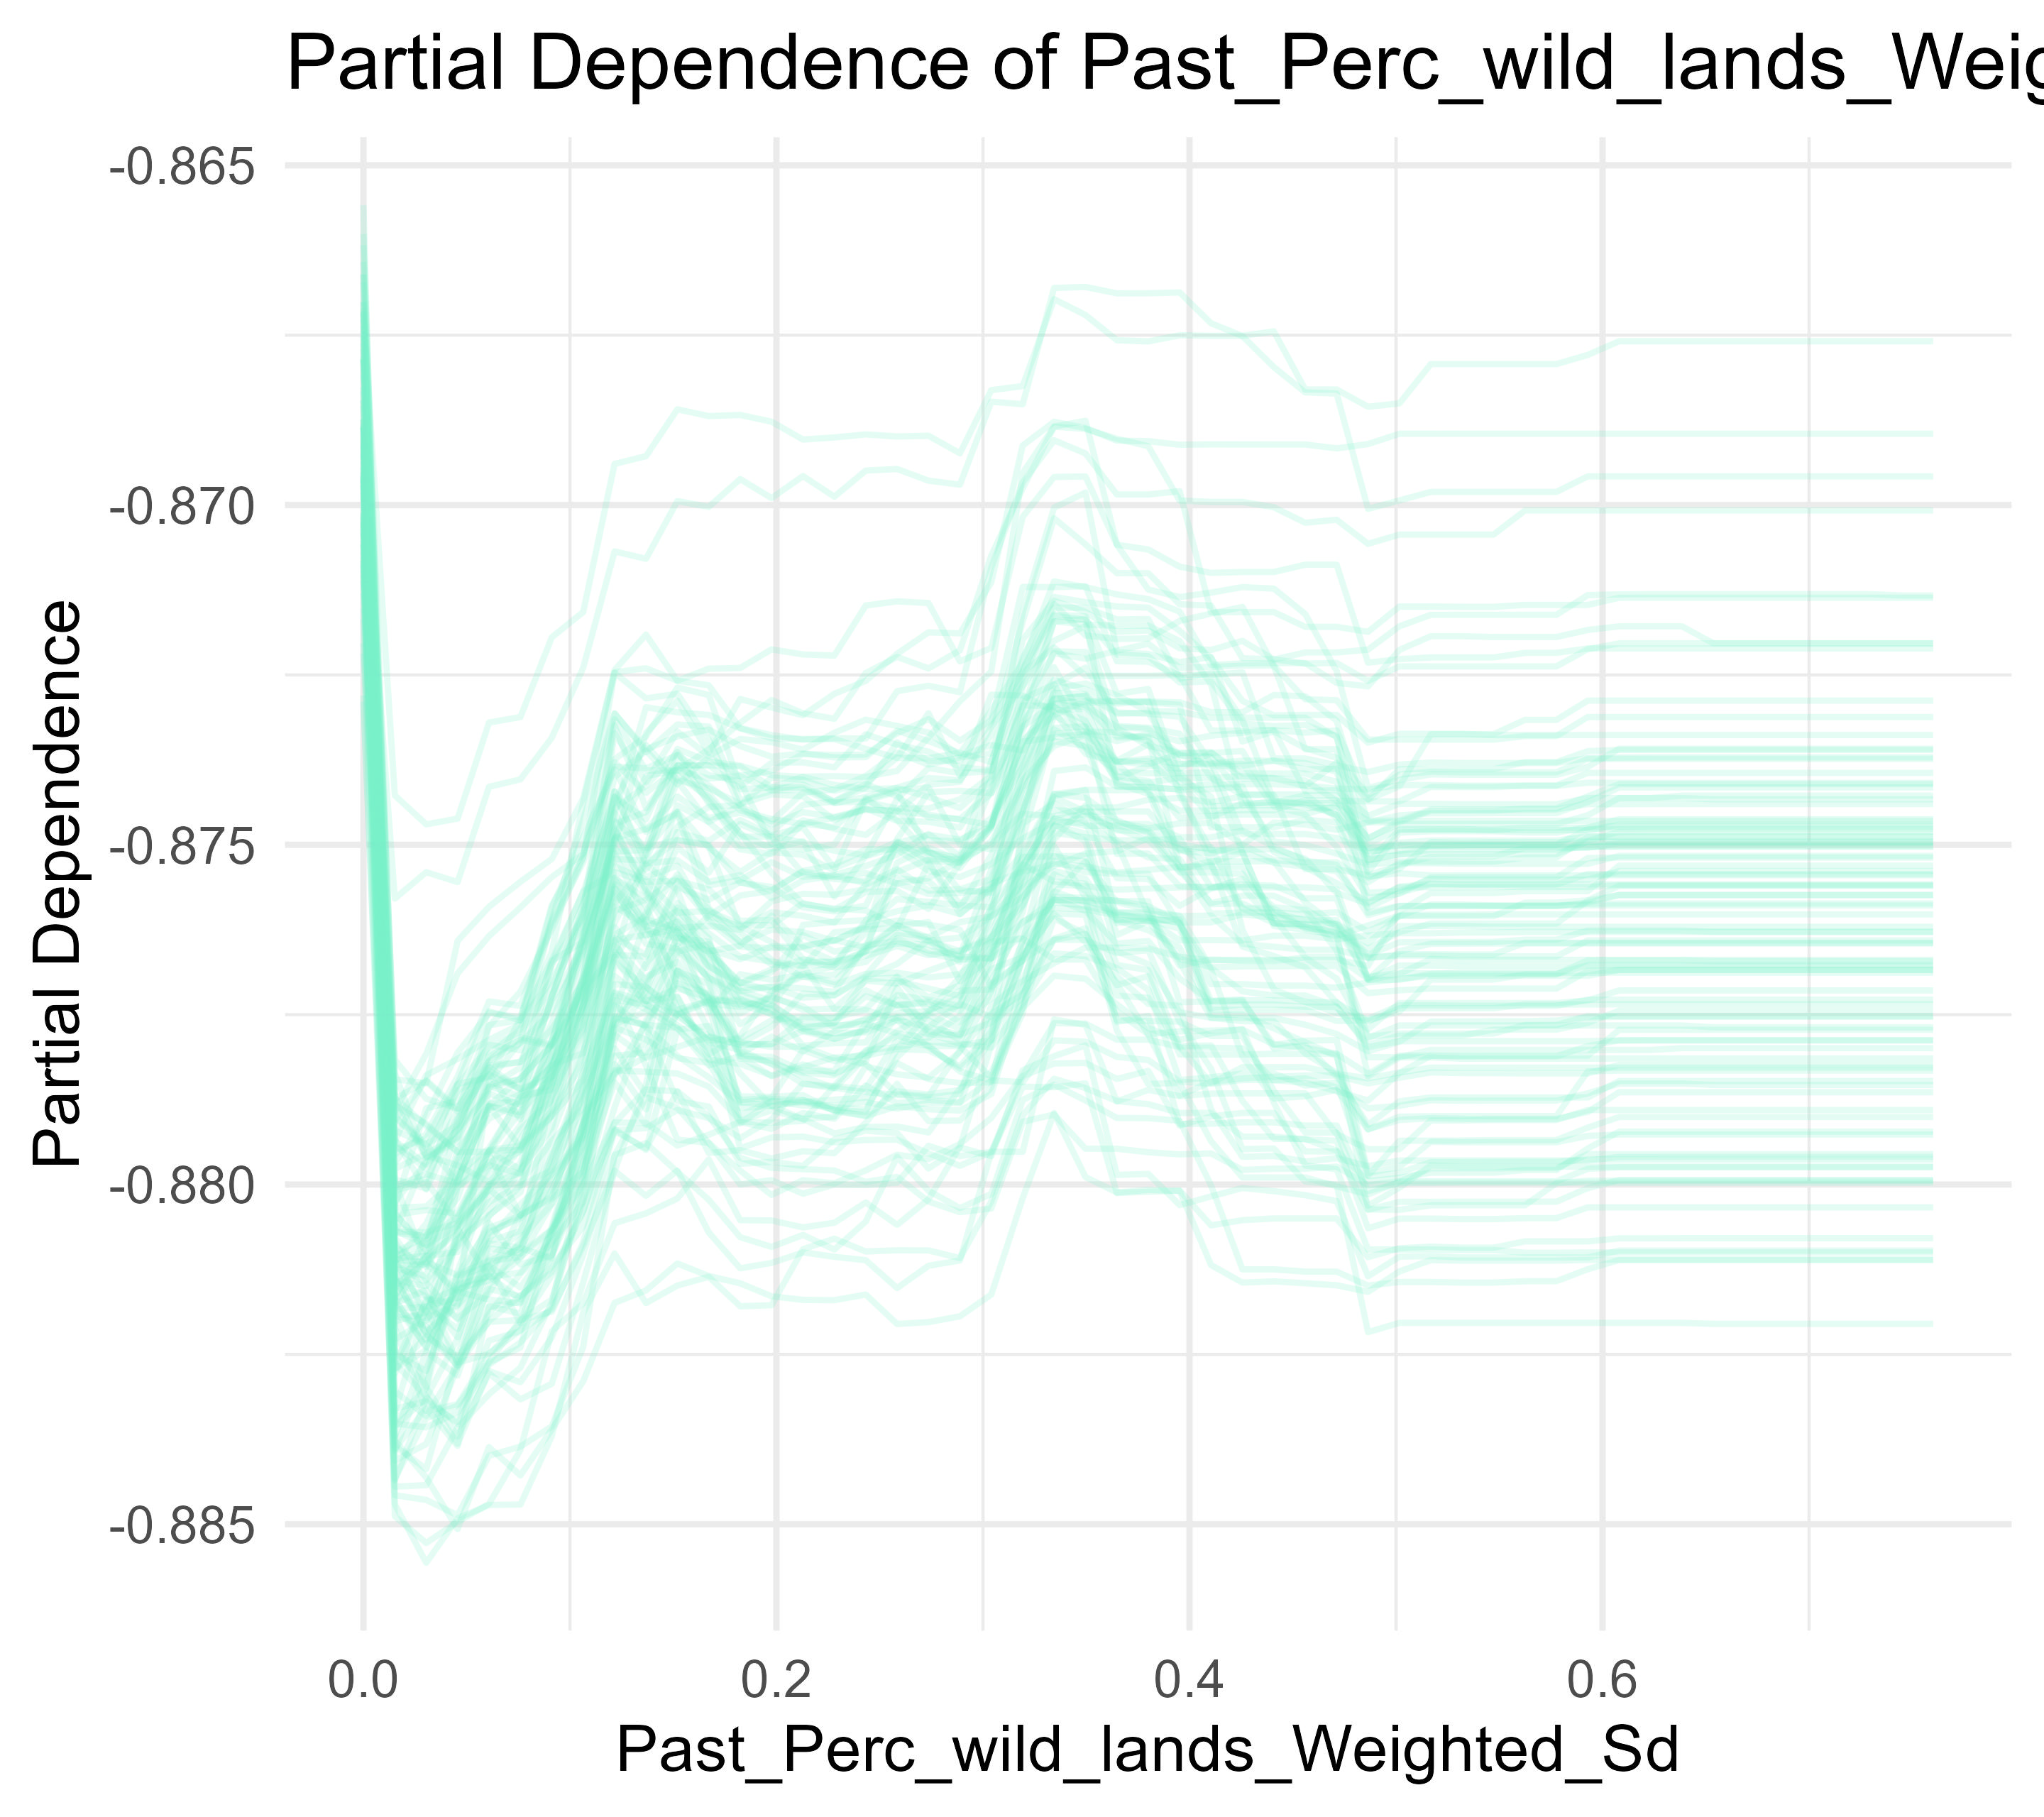 Partial Dependence of Past_Perc_wild_lands_Weig
-0.865
-0.870
-0.875
-0.880
-0.885
Partial Dependence
0.0 0.2 0.4 0.6
Past_Perc_wild_lands_Weighted_Sd